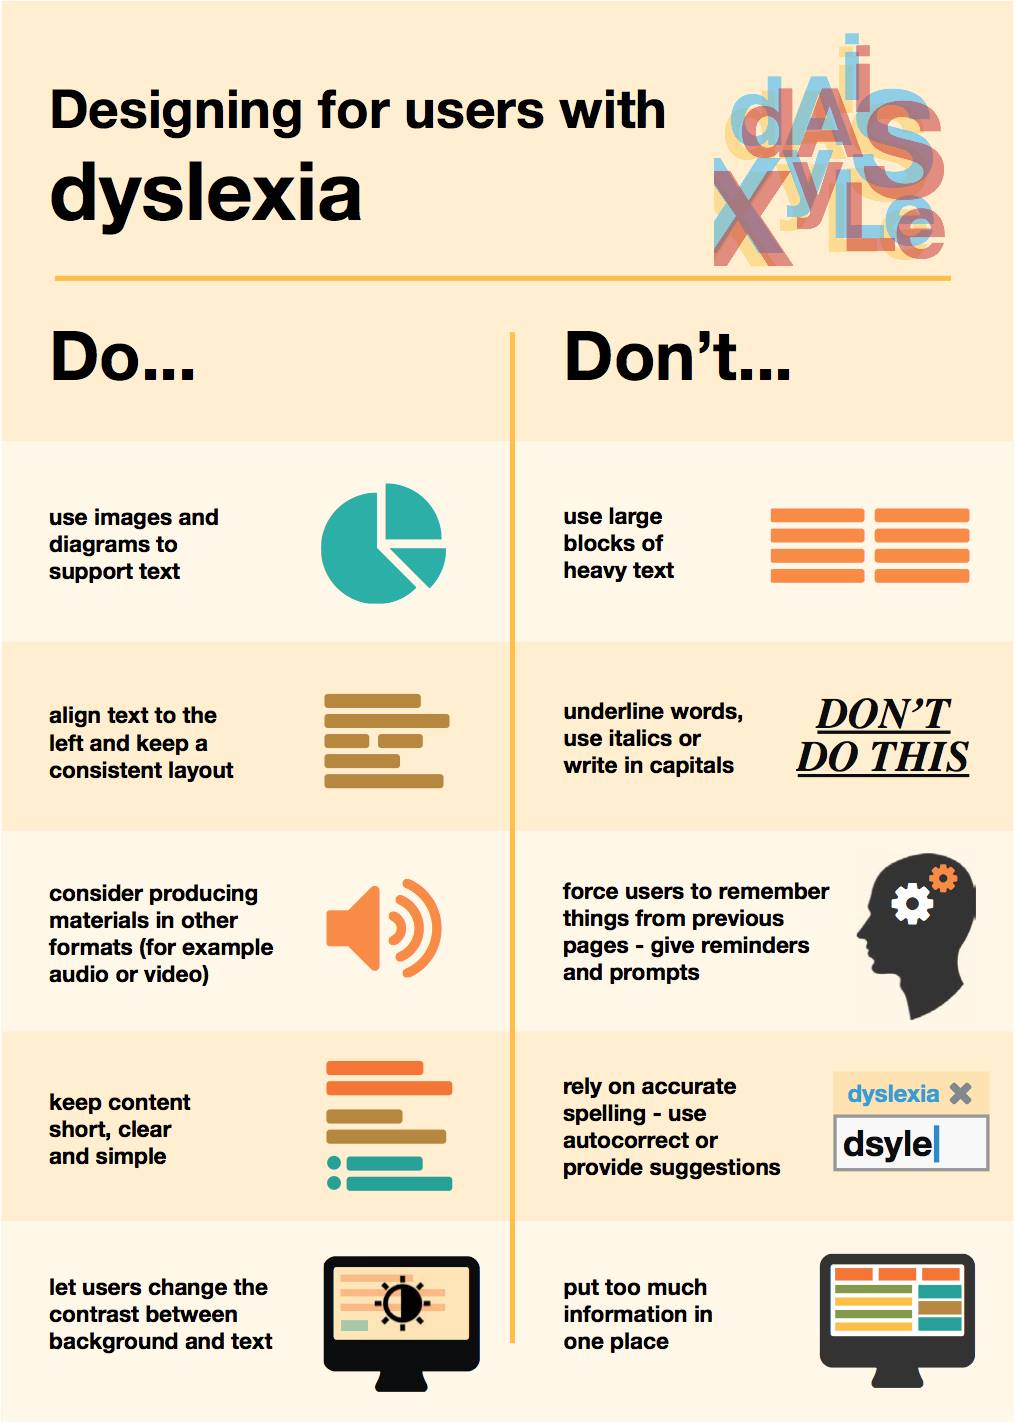 Designing for users with
dyslexia
Do...
use images and
diagrams to
support text
align text to the
left and keep a
consistent layout
consider producing
materials in other
formats (for example
audio or video)
keep content
short, clear
and simple
let users change the
contrast between
background and text
Don’t...
use large
blocks of
heavy text
underline words,
use italics or
write in capitals
DON’T
DO THIS
force users to remember
things from previous
pages - give reminders
and prompts
rely on accurate
spelling - use
autocorrect or
provide suggestions
dyslexia
dsyle
put too much
information in
one place